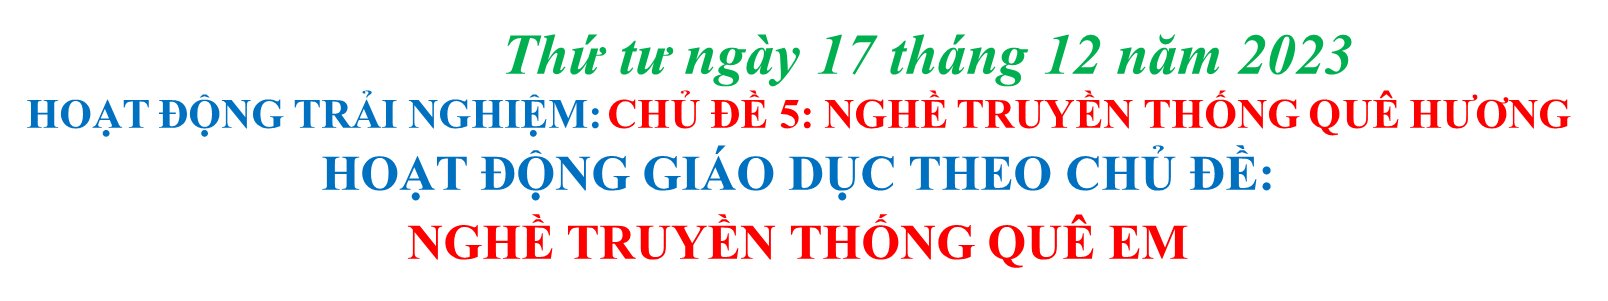 Thứ tư ngày 17 tháng 12 năm 2023
HOẠT ĐỘNG TRẢI NGHIỆM: CHỦ ĐỀ 5: NGHỀ TRUYỀN THỐNG QUÊ HƯƠNG
HOẠT ĐỘNG GIÁO DỤC THEO CHỦ ĐỀ:
NGHỀ TRUYỀN THỐNG QUÊ EM